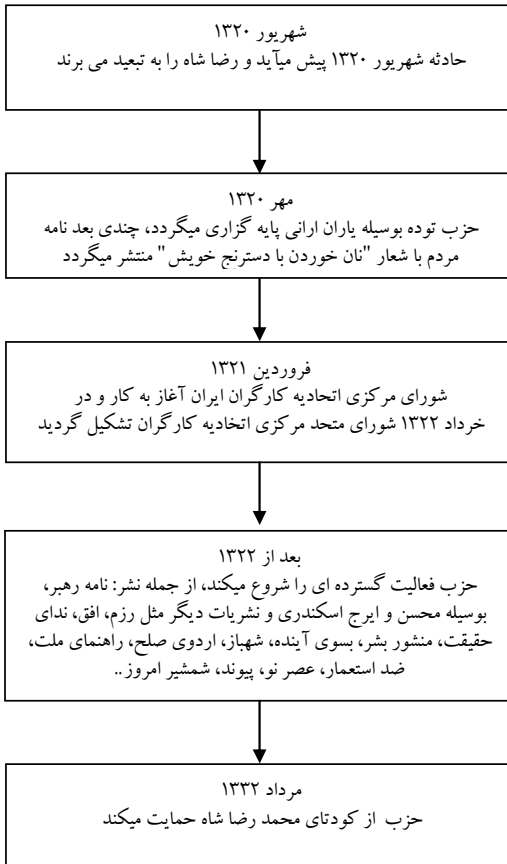 شهریور ۱۳۲۰
حادثه شهریور ۱۳۲۰ پیش میآید و رضا شاه را به تبعید می برند
مهر ۱۳۲۰
حزب توده بوسیله یاران ارانی پایه گزاری میگردد، چندی بعد نامه
مردم با شعار "نان خوردن با دسترنج خویش" منتشر میگردد
فروردین ۱۳۲۱
شورای مرکزی اتحادیه کارگران ایران آغاز به کار و در
خرداد ۱۳۲۲ شورای متحد مرکزی اتخادیه کارگران تشکیل گردید
بعد از ۱۳۲۲
حزب فعالیت گسترده ای را شروع میکند، از جمله نشر: نامه رهبر،
بوسیله محسن و ایرج اسکندری و نشریات دیگر مثل رزم، افق، ندای
حقیقت، منشور بشر، بسوی آینده، شهباز، اردوی صلح، راهنمای ملت،
ضد استعمار، عصر نو، پیوند، شمشیر امروز..
مرداد ۱۳۳۲
حزب از کودتای محمد رضا شاه حمایت میکند